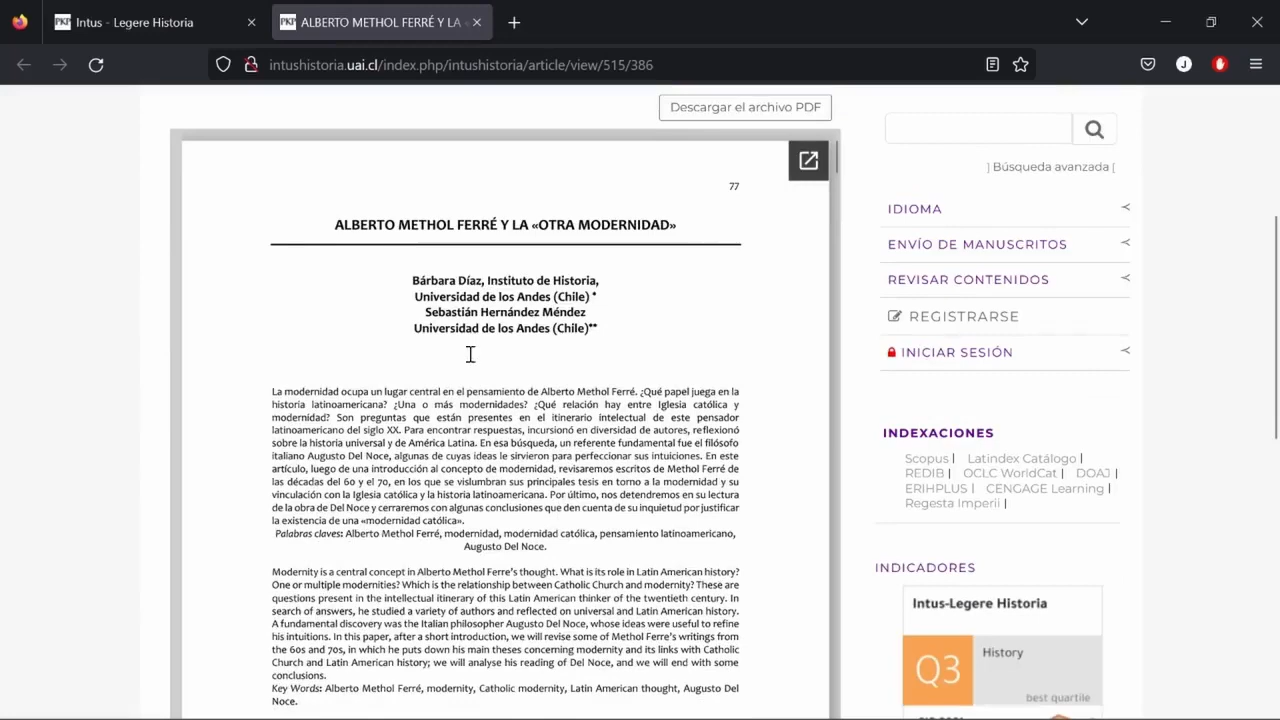 Intus - Legere Historia
ALBERTO METHOL FERRÉ Y LA «
intushistoria.uai.cl/index.php/intushistoria/article/view/515/386
Descargar el archivo PDF
77
ALBERTO METHOL FERRÉ Y LA «OTRA MODERNIDAD»
Bárbara Díaz, Instituto de Historia,
Universidad de los Andes (Chile) *
Sebastián Hernández Méndez
Universidad de los Andes (Chile)**
La modernidad ocupa un lugar central en el pensamiento de Alberto Methol Ferré. ¿Qué papel juega en la
historia latinoamericana? ¿Una o más modernidades? ¿Qué relación hay entre Iglesia católica y
modernidad? Son preguntas que están presentes en el itinerario intelectual de este pensador
latinoamericano del siglo XX. Para encontrar respuestas, incursionó en diversidad de autores, reflexionó
sobre la historia universal y de América Latina. En esa búsqueda, un referente fundamental fue el filósofo
italiano Augusto Del Noce, algunas de cuyas ideas le sirvieron para perfeccionar sus intuiciones. En este
artículo, luego de una introducción al concepto de modernidad, revisaremos escritos de Methol Ferré de
las décadas del 60 y el 70, en los que se vislumbran sus principales tesis en torno a la modernidad y su
vinculación con la Iglesia católica y la historia latinoamericana. Por último, nos detendremos en su lectura
de la obra de Del Noce y cerraremos con algunas conclusiones que den cuenta de su inquietud por justificar
la existencia de una «modernidad católica».
Palabras claves: Alberto Methol Ferré, modernidad, modernidad católica, pensamiento latinoamericano,
Augusto Del Noce.
Modernity is a central concept in Alberto Methol Ferre's thought. What is its role in Latin American history?
One or multiple modernities? Which is the relationship between Catholic Church and modernity? These are
questions present in the intellectual itinerary of this Latin American thinker of the twentieth century. In
search of answers, he studied a variety of authors and reflected on universal and Latin American history.
A fundamental discovery was the Italian philosopher Augusto Del Noce, whose ideas were useful to refine
his intuitions. In this paper, after a short introduction, we will revise some of Methol Ferre's writings from
the 60s and 70s, in which he puts down his main theses concerning modernity and its links with Catholic
Church and Latin American history; we will analyse his reading of Del Noce, and we will end with some
conclusions.
Key Words: Alberto Methol Ferré, modernity, Catholic modernity, Latin American thought, Augusto Del
Noce.
] Búsqueda avanzada [
IDIOMA
ENVÍO DE MANUSCRITOS
REVISAR CONTENIDOS
REGISTRARSE
INICIAR SESIÓN
INDEXACIONES
Scopus | Latindex Catálogo |
REDIB | OCLC WorldCat | DOAJ |
ERIHPLUS | CENGAGE Learning |
Regesta Imperii |
INDICADORES
Intus-Legere Historia
Q3
History
best quartile